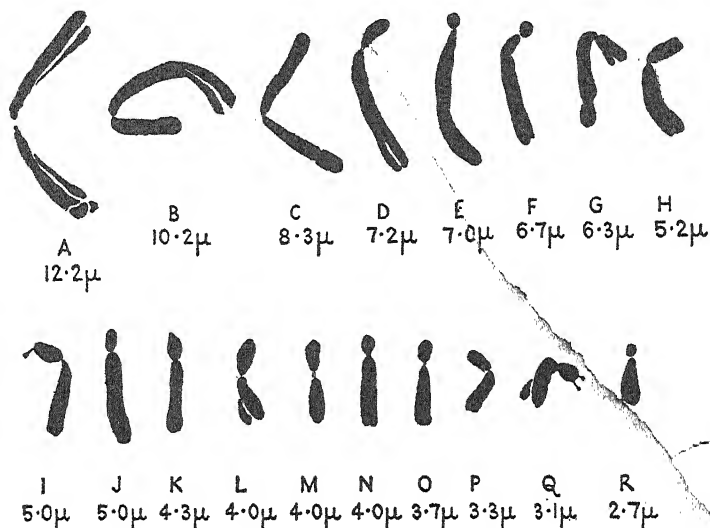 A B C D E F G H
12·2μ 10·2μ 8·3μ 7·2μ 7·0μ 6·7μ 6·3μ 5·2μ
I J K L M N O P Q R
5·0μ 5·0μ 4·3μ 4·0μ 4·0μ 4·0μ 3·7μ 3·3μ 3·1μ 2·7μ